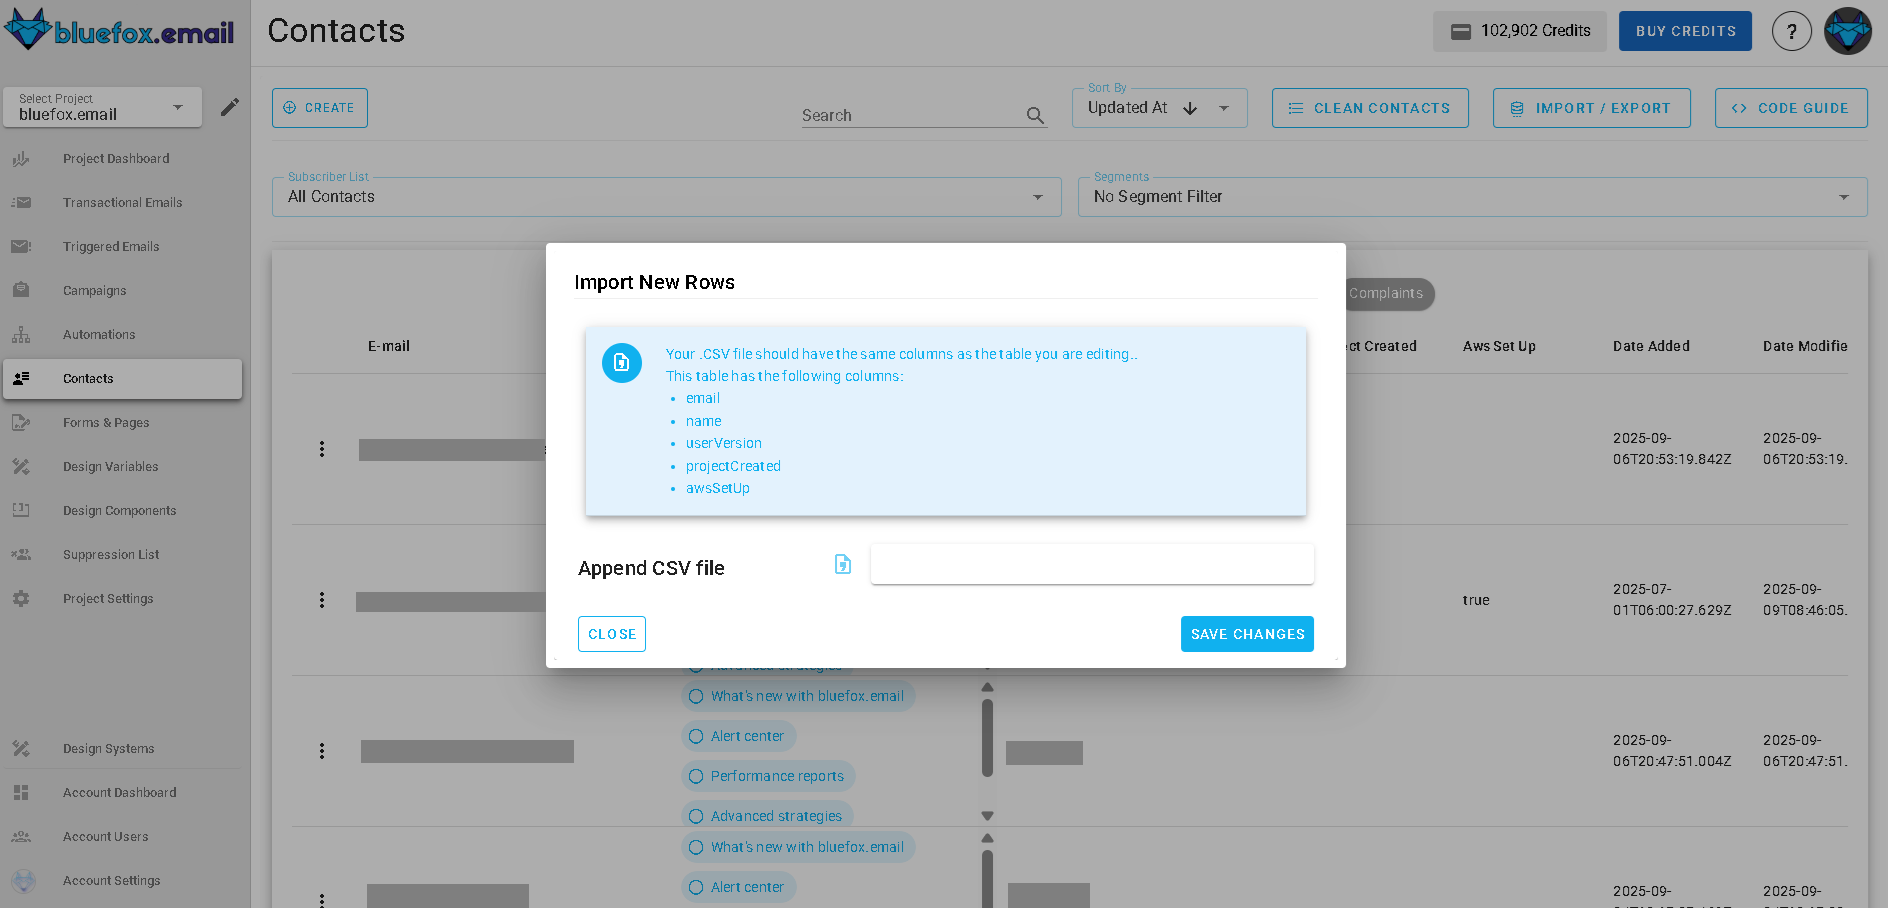 bluefox.email
Contacts
102,902 Credits
BUY CREDITS
?
Select Project
bluefox.email
CREATE
Search
Sort By
Updated At
CLEAN CONTACTS
IMPORT / EXPORT
CODE GUIDE
Subscriber List
All Contacts
Segments
No Segment Filter
Project Dashboard
Transactional Emails
Triggered Emails
Campaigns
Automations
Contacts
Forms & Pages
Design Variables
Design Components
Suppression List
Project Settings
Design Systems
Account Dashboard
Account Users
Account Settings
Import New Rows
Your .CSV file should have the same columns as the table you are editing..
This table has the following columns:
• email
• name
• userVersion
• projectCreated
• awsSetUp
Append CSV file
CLOSE
SAVE CHANGES
Complaints
E-mail
ct Created
Aws Set Up
Date Added
Date Modifie
2025-09-
06T20:53:19.842Z
2025-09-
06T20:53:19.
true
2025-07-
01T06:00:27.629Z
2025-09-
09T08:46:05.
Advanced strategies
What's new with bluefox.email
Alert center
Performance reports
Advanced strategies
2025-09-
06T20:47:51.004Z
2025-09-
06T20:47:51.
What's new with bluefox.email
Alert center
2025-09-
2025-09-